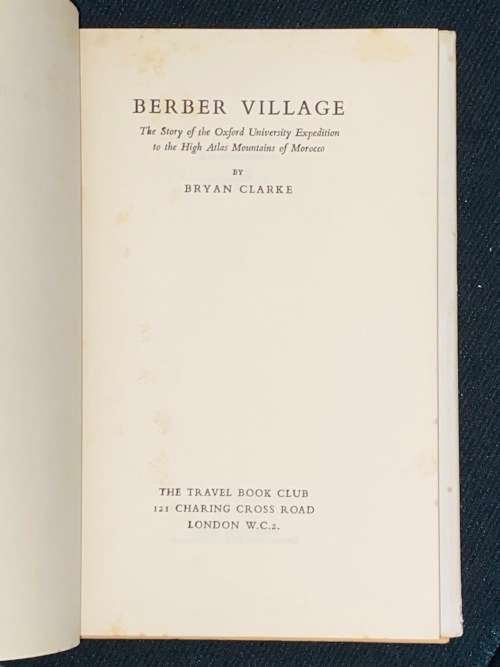 BERBER VILLAGE
The Story of the Oxford University Expedition
to the High Atlas Mountains of Morocco
BY
BRYAN CLARKE
THE TRAVEL BOOK CLUB
121 CHARING CROSS ROAD
LONDON W.C.2.